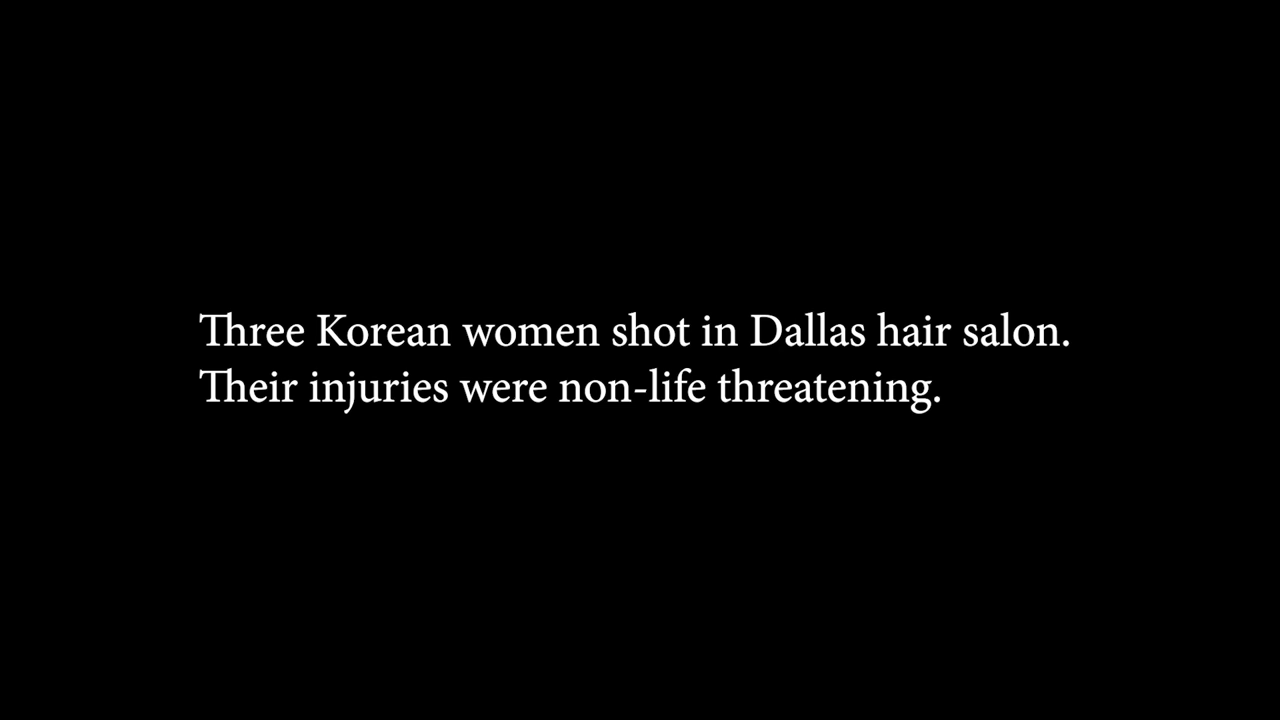 Three Korean women shot in Dallas hair salon.
Their injuries were non-life threatening.